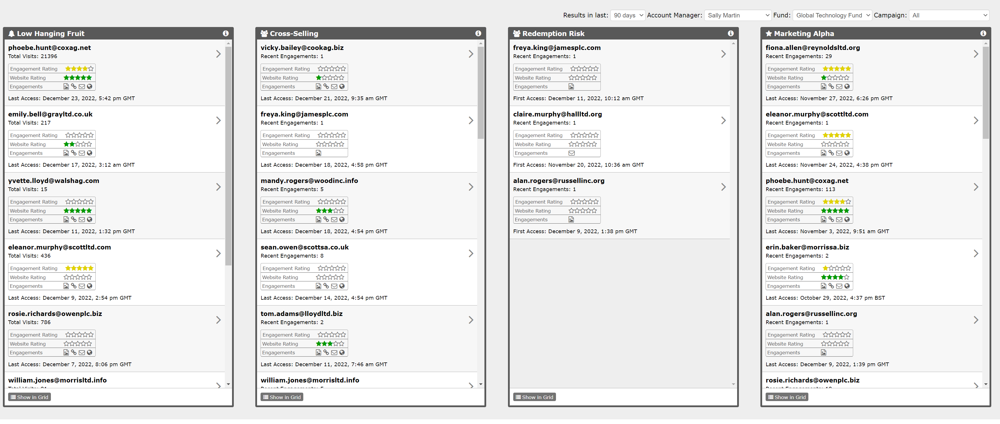 Results in last: 90 days Account Manager: Sally Martin Fund: Global Technology Fund Campaign: All
Low Hanging Fruit
phoebe.hunt@coxag.net
Total Visits: 21396
Engagement Rating
Website Rating
Engagements
Last Access: December 23, 2022, 5:42 pm GMT
emily.bell@grayltd.co.uk
Total Visits: 217
Engagement Rating
Website Rating
Engagements
Last Access: December 17, 2022, 3:12 am GMT
yvette.lloyd@walshag.com
Total Visits: 15
Engagement Rating
Website Rating
Engagements
Last Access: December 11, 2022, 1:32 pm GMT
eleanor.murphy@scottltd.com
Total Visits: 436
Engagement Rating
Website Rating
Engagements
Last Access: December 9, 2022, 2:54 pm GMT
rosie.richards@owenplc.biz
Total Visits: 786
Engagement Rating
Website Rating
Engagements
Last Access: December 7, 2022, 8:06 pm GMT
william.jones@morrisltd.info
Show in Grid
Cross-Selling
vicky.bailey@cookag.biz
Recent Engagements: 1
Engagement Rating
Website Rating
Engagements
Last Access: December 21, 2022, 9:35 am GMT
freya.king@jamesplc.com
Recent Engagements: 1
Engagement Rating
Website Rating
Engagements
Last Access: December 18, 2022, 4:58 pm GMT
mandy.rogers@woodinc.info
Recent Engagements: 5
Engagement Rating
Website Rating
Engagements
Last Access: December 18, 2022, 4:54 pm GMT
sean.owen@scottsa.co.uk
Recent Engagements: 8
Engagement Rating
Website Rating
Engagements
Last Access: December 14, 2022, 4:54 pm GMT
tom.adams@lloydltd.biz
Recent Engagements: 2
Engagement Rating
Website Rating
Engagements
Last Access: December 11, 2022, 7:46 am GMT
william.jones@morrisltd.info
Show in Grid
Redemption Risk
freya.king@jamesplc.com
Recent Engagements: 1
Engagement Rating
Website Rating
Engagements
First Access: December 11, 2022, 10:12 am GMT
claire.murphy@hallltd.org
Recent Engagements: 1
Engagement Rating
Website Rating
Engagements
First Access: November 20, 2022, 10:36 am GMT
alan.rogers@russellinc.org
Recent Engagements: 1
Engagement Rating
Website Rating
Engagements
First Access: December 9, 2022, 1:38 pm GMT
Show in Grid
Marketing Alpha
fiona.allen@reynoldsltd.org
Recent Engagements: 29
Engagement Rating
Website Rating
Engagements
Last Access: November 27, 2022, 6:26 pm GMT
eleanor.murphy@scottltd.com
Recent Engagements: 1
Engagement Rating
Website Rating
Engagements
Last Access: November 24, 2022, 4:38 pm GMT
phoebe.hunt@coxag.net
Recent Engagements: 113
Engagement Rating
Website Rating
Engagements
Last Access: November 3, 2022, 9:51 am GMT
erin.baker@morrissa.biz
Recent Engagements: 2
Engagement Rating
Website Rating
Engagements
Last Access: October 29, 2022, 4:37 pm BST
alan.rogers@russellinc.org
Recent Engagements: 1
Engagement Rating
Website Rating
Engagements
Last Access: December 9, 2022, 1:39 pm GMT
rosie.richards@owenplc.biz
Show in Grid